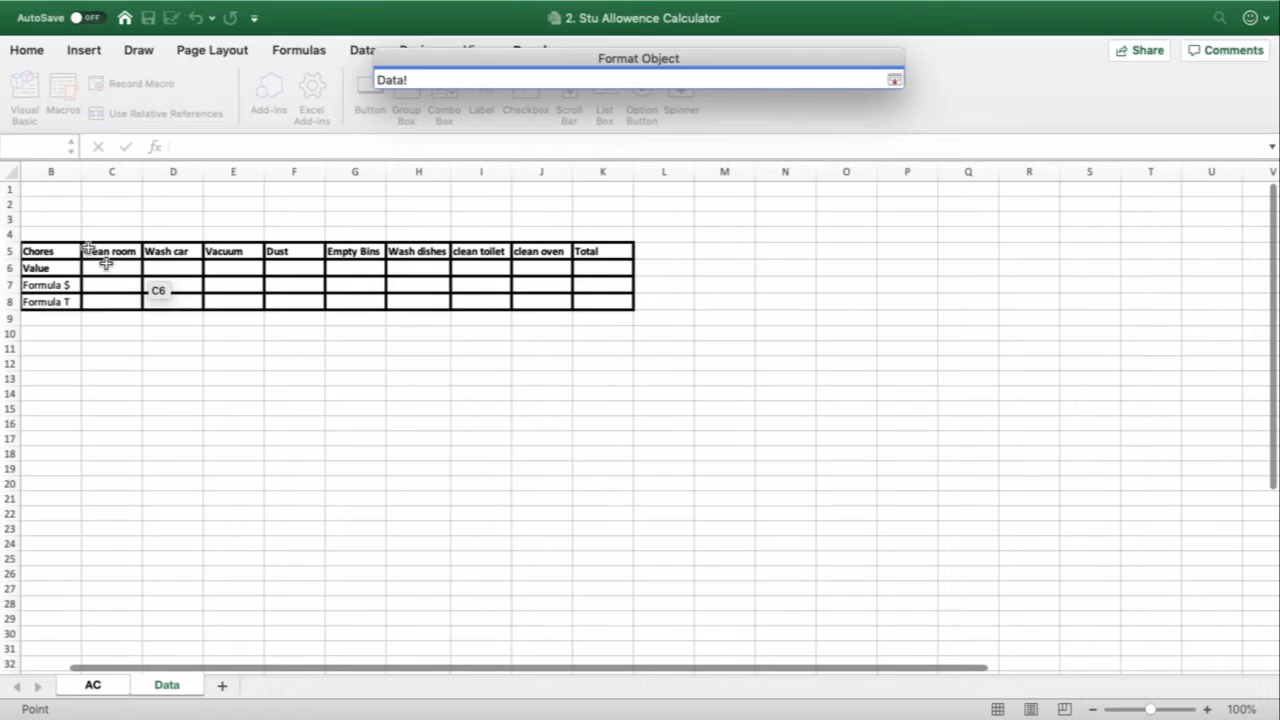 AutoSave OFF 2. Stu Allowence Calculator
Home Insert Draw Page Layout Formulas Data Share Comments
Format Object
Data!
Visual Basic Macros Record Macro Use Relative References Add-ins Excel Add-ins Button Group Box Combo Box Label Checkbox Scroll Bar List Box Option Button Spinner
fx
B C D E F G H I J K L M N O P Q R S T U V
1
2
3
4
5 Chores room Wash car Vacuum Dust Empty Bins Wash dishes clean toilet clean oven Total
6 Value
7 Formula $ C6
8 Formula T
9
10
11
12
13
14
15
16
17
18
19
20
21
22
23
24
25
26
27
28
29
30
31
32
AC Data +
Point 100%